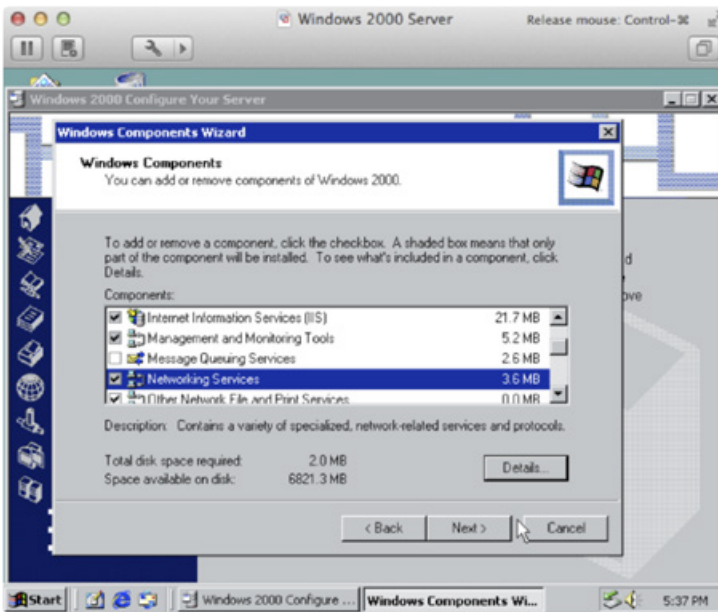 Windows 2000 Server
Release mouse: Control-⌘
Windows 2000 Configure Your Server
Windows Components Wizard
Windows Components
You can add or remove components of Windows 2000.
To add or remove a component, click the checkbox. A shaded box means that only
part of the component will be installed. To see what's included in a component, click
Details.
Components:
Internet Information Services (IIS) 21.7 MB
Management and Monitoring Tools 5.2 MB
Message Queuing Services 2.6 MB
Networking Services 3.6 MB
Other Network File and Print Services 0.0 MB
Description: Contains a variety of specialized, network-related services and protocols.
Total disk space required: 2.0 MB
Space available on disk: 6821.3 MB
Details...
< Back
Next >
Cancel
Start
Windows 2000 Configure ...
Windows Components Wi...
5:37 PM